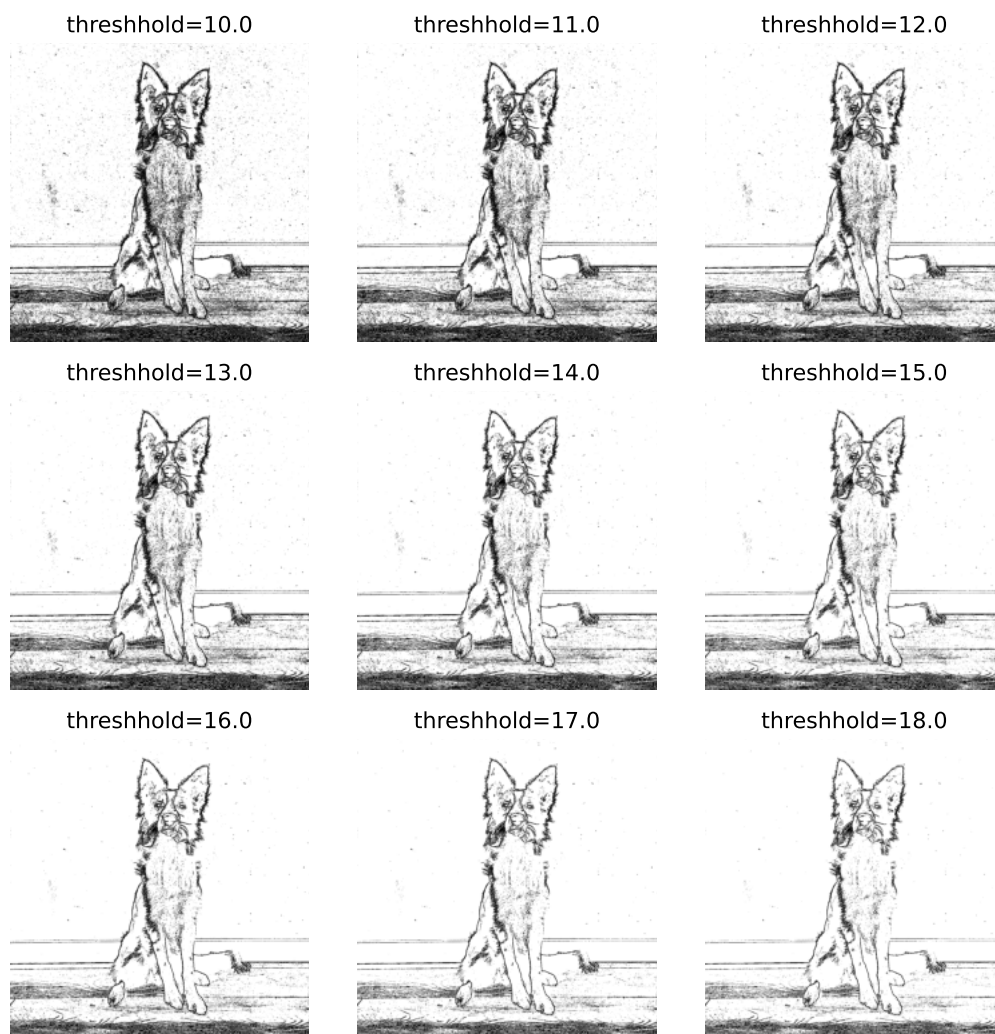 threshhold=10.0
threshhold=11.0
threshhold=12.0
threshhold=13.0
threshhold=14.0
threshhold=15.0
threshhold=16.0
threshhold=17.0
threshhold=18.0